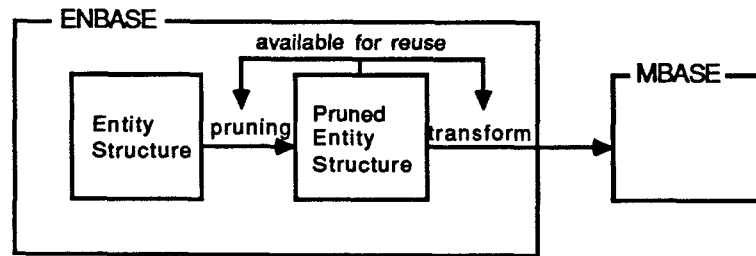 ENBASE
available for reuse
MBASE
Entity
Structure
pruning
Pruned
Entity
Structure
transform